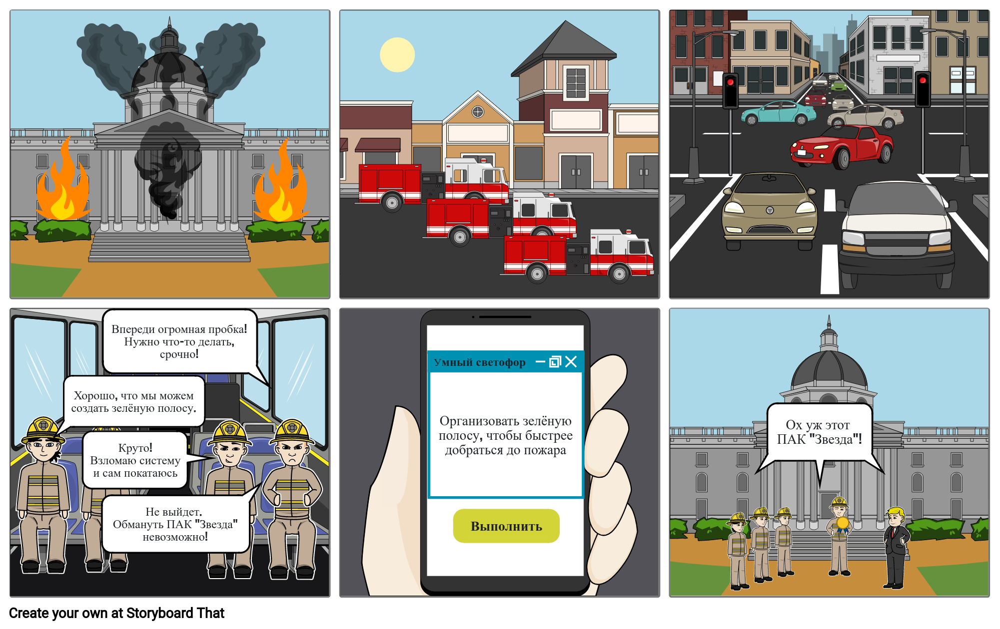 Впереди огромная пробка!
Нужно что-то делать,
срочно!
Хорошо, что мы можем
создать зелёную полосу.
Круто!
Взломаю систему
и сам покатаюсь
Не выйдет.
Обмануть ПАК "Звезда"
невозможно!
Умный светофор
Организовать зелёную
полосу, чтобы быстрее
добраться до пожара
Выполнить
Ох уж этот
ПАК "Звезда"!
Create your own at Storyboard That